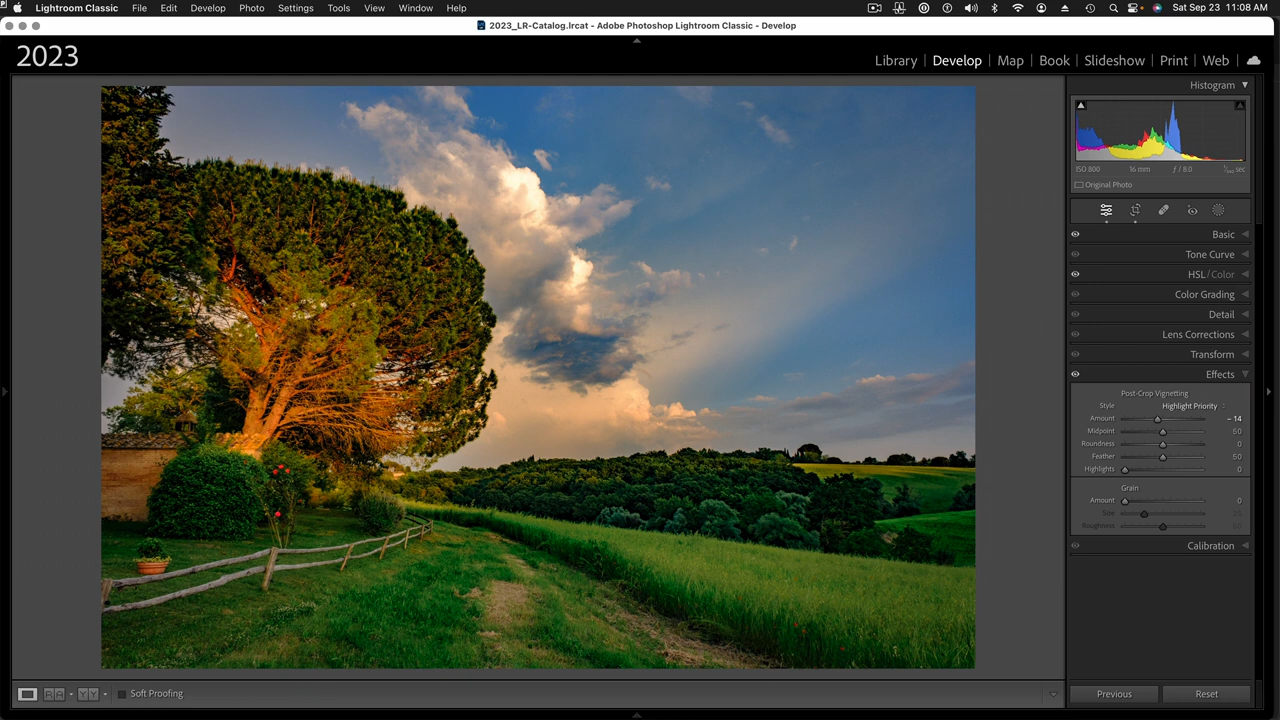 Lightroom Classic File Edit Develop Photo Settings Tools View Window Help Sat Sep 23 11:08 AM
2023_LR-Catalog.lrcat - Adobe Photoshop Lightroom Classic - Develop
2023
Library | Develop | Map | Book | Slideshow | Print | Web
Histogram
ISO 800 16 mm ƒ / 8.0
Original Photo
Basic
Tone Curve
HSL / Color
Color Grading
Detail
Lens Corrections
Transform
Effects
Post-Crop Vignetting
Style Highlight Priority
Amount - 14
Midpoint 50
Roundness 0
Feather 50
Highlights 0
Grain
Amount 0
Size 25
Roughness 50
Calibration
Soft Proofing
Previous Reset